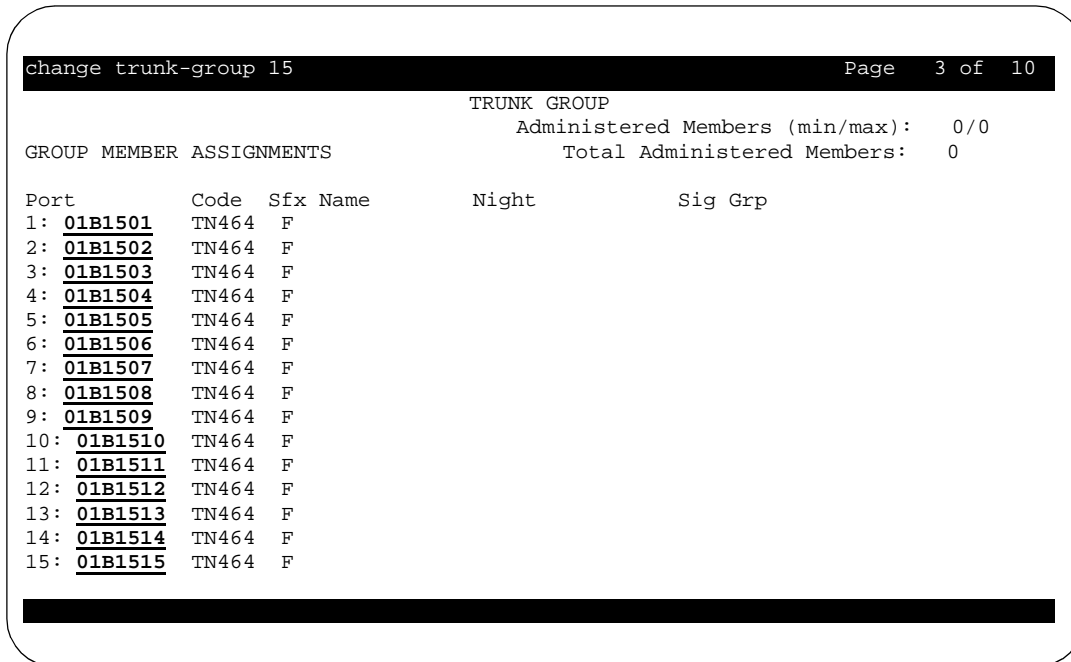 change trunk-group 15 Page 3 of 10
TRUNK GROUP
Administered Members (min/max): 0/0
GROUP MEMBER ASSIGNMENTS Total Administered Members: 0
Port Code Sfx Name Night Sig Grp
1: 01B1501 TN464 F
2: 01B1502 TN464 F
3: 01B1503 TN464 F
4: 01B1504 TN464 F
5: 01B1505 TN464 F
6: 01B1506 TN464 F
7: 01B1507 TN464 F
8: 01B1508 TN464 F
9: 01B1509 TN464 F
10: 01B1510 TN464 F
11: 01B1511 TN464 F
12: 01B1512 TN464 F
13: 01B1513 TN464 F
14: 01B1514 TN464 F
15: 01B1515 TN464 F